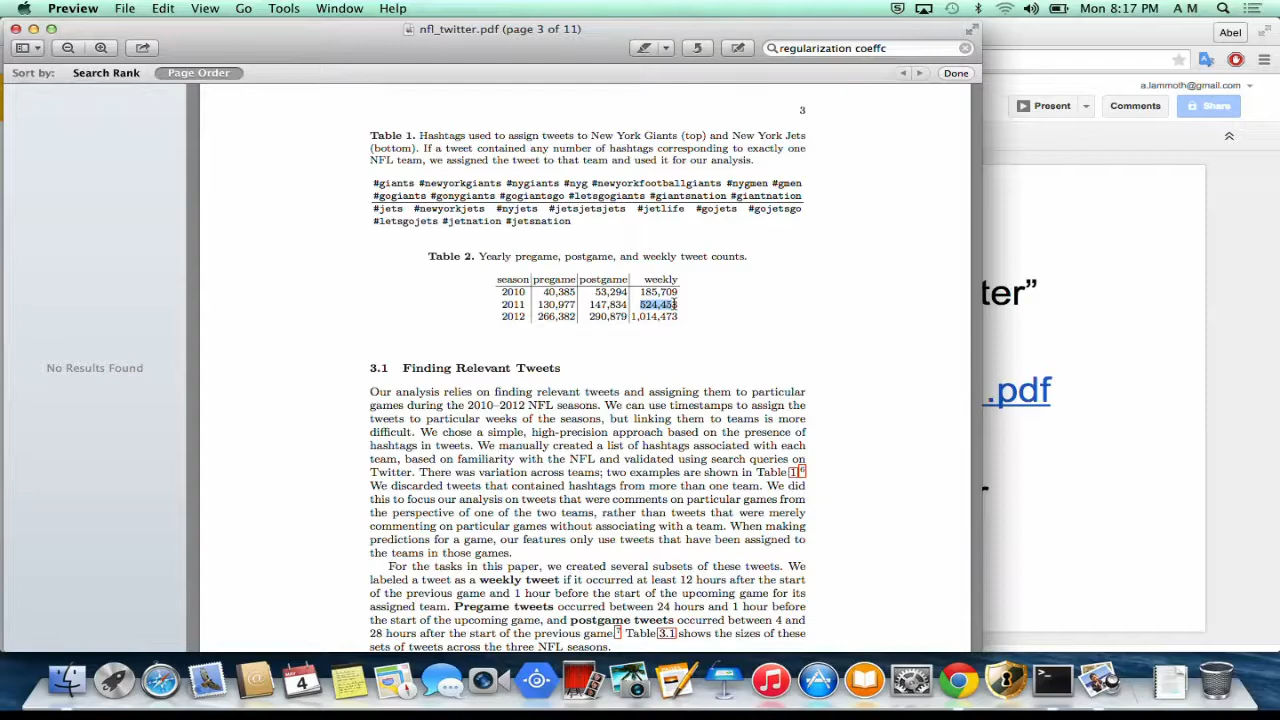 Preview File Edit View Go Tools Window Help Mon 8:17 PM A M
nfl_twitter.pdf (page 3 of 11)
Abel
regularization coeffc
Sort by: Search Rank Page Order Done
a.lammoth@gmail.com
Present Comments Share
3
Table 1. Hashtags used to assign tweets to New York Giants (top) and New York Jets
(bottom). If a tweet contained any number of hashtags corresponding to exactly one
NFL team, we assigned the tweet to that team and used it for our analysis.
#giants #newyorkgiants #nygiants #nyg #newyorkfootballgiants #nygmen #gmen
#gogiants #gonygiants #gogiantsgo #letsgogiants #giantsnation #giantnation
#jets #newyorkjets #nyjets #jetsjetsjets #jetlife #gojets #gojetsgo
#letsgojets #jetnation #jetsnation
Table 2. Yearly pregame, postgame, and weekly tweet counts.
season pregame postgame weekly
2010 40,385 53,294 185,709
2011 130,977 147,834 524,45
2012 266,382 290,879 1,014,473
ter”
.pdf
No Results Found
3.1 Finding Relevant Tweets
Our analysis relies on finding relevant tweets and assigning them to particular
games during the 2010–2012 NFL seasons. We can use timestamps to assign the
tweets to particular weeks of the seasons, but linking them to teams is more
difficult. We chose a simple, high-precision approach based on the presence of
hashtags in tweets. We manually created a list of hashtags associated with each
team, based on familiarity with the NFL and validated using search queries on
Twitter. There was variation across teams; two examples are shown in Table 1.6
We discarded tweets that contained hashtags from more than one team. We did
this to focus our analysis on tweets that were comments on particular games from
the perspective of one of the two teams, rather than tweets that were merely
commenting on particular games without associating with a team. When making
predictions for a game, our features only use tweets that have been assigned to
the teams in those games.
For the tasks in this paper, we created several subsets of these tweets. We
labeled a tweet as a weekly tweet if it occurred at least 12 hours after the start
of the previous game and 1 hour before the start of the upcoming game for its
assigned team. Pregame tweets occurred between 24 hours and 1 hour before
the start of the upcoming game, and postgame tweets occurred between 4 and
28 hours after the start of the previous game.7 Table 3.1 shows the sizes of these
sets of tweets across the three NFL seasons.
4